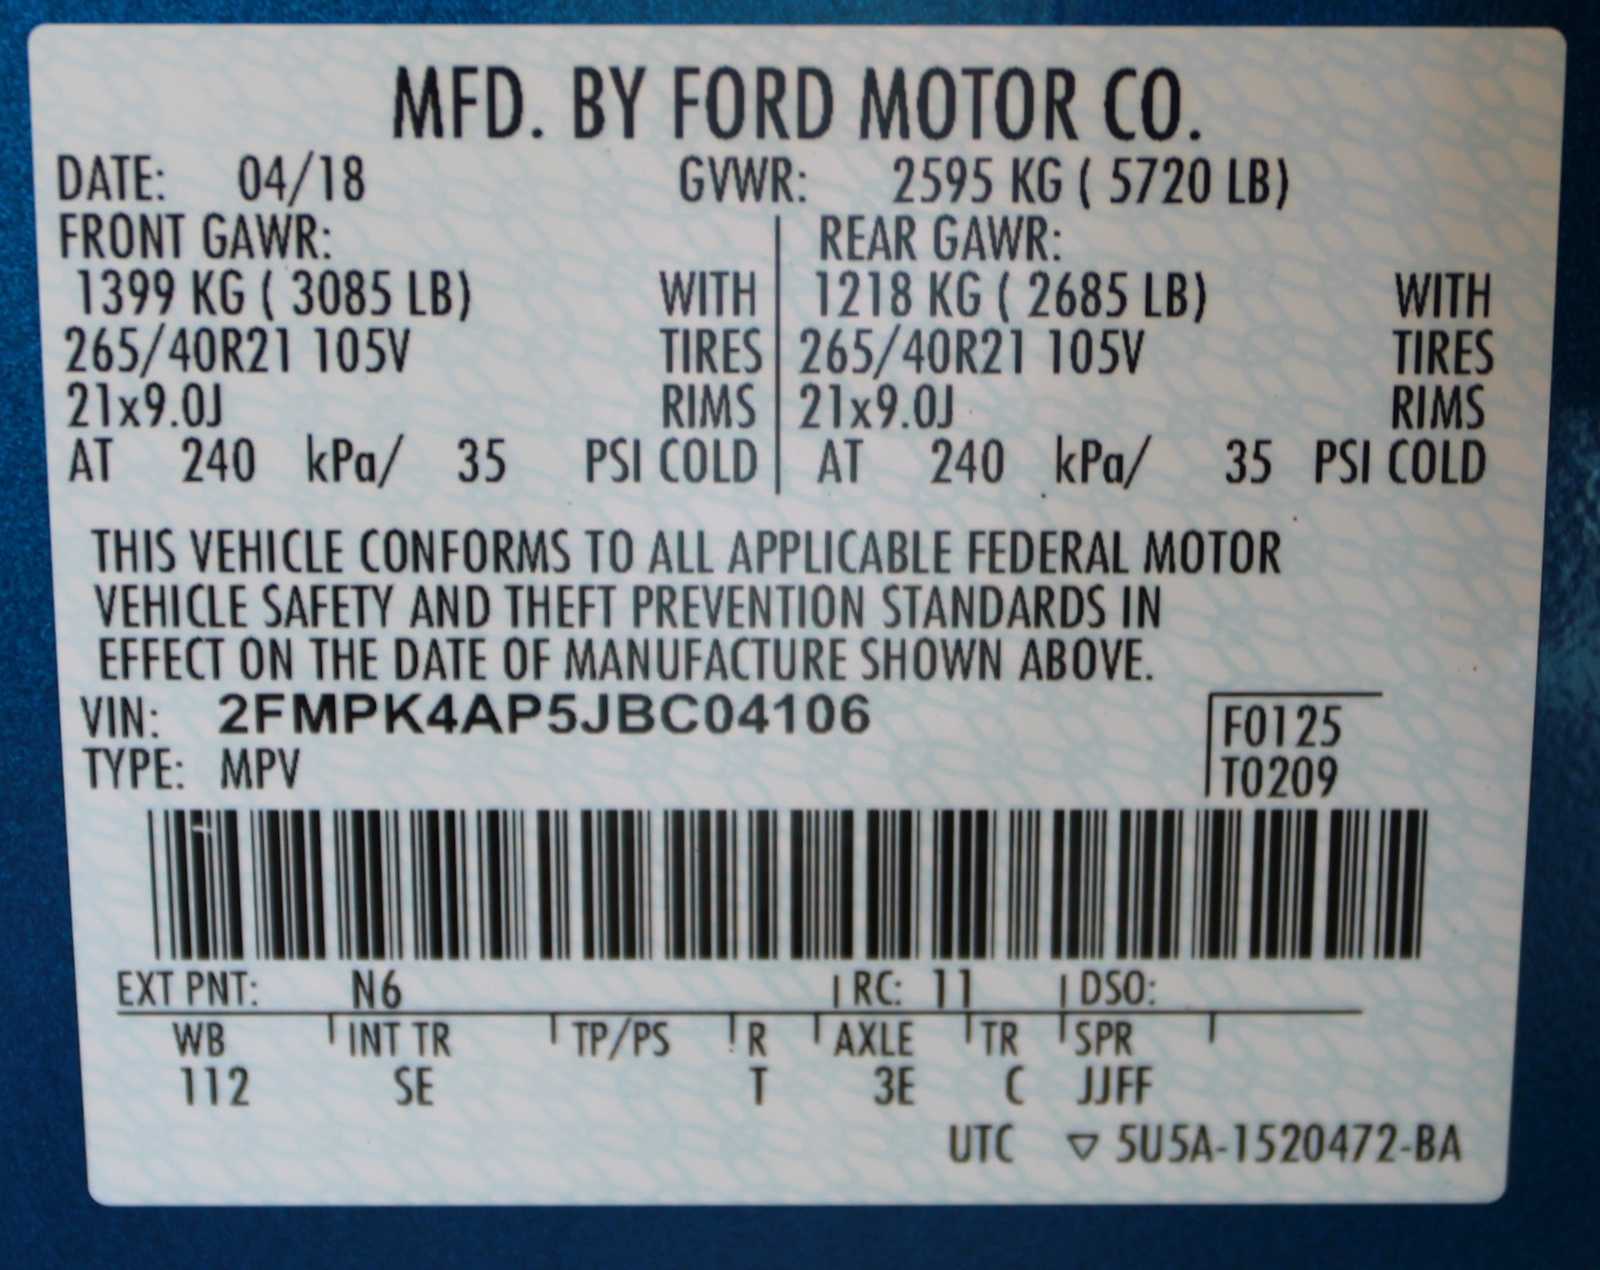 MFD. BY FORD MOTOR CO.
DATE: 04/18 GVWR: 2595 KG ( 5720 LB)
FRONT GAWR: REAR GAWR:
1399 KG ( 3085 LB) WITH 1218 KG ( 2685 LB) WITH
265/40R21 105V TIRES 265/40R21 105V TIRES
21x9.0J RIMS 21x9.0J RIMS
AT 240 kPa/ 35 PSI COLD AT 240 kPa/ 35 PSI COLD
THIS VEHICLE CONFORMS TO ALL APPLICABLE FEDERAL MOTOR
VEHICLE SAFETY AND THEFT PREVENTION STANDARDS IN
EFFECT ON THE DATE OF MANUFACTURE SHOWN ABOVE.
VIN: 2FMPK4AP5JBC04106 F0125
TYPE: MPV T0209
EXT PNT: N6 RC: 11 DSO:
WB INT TR TP/PS R AXLE TR SPR
112 SE T 3E C JJFF
UTC ▽ 5U5A-1520472-BA